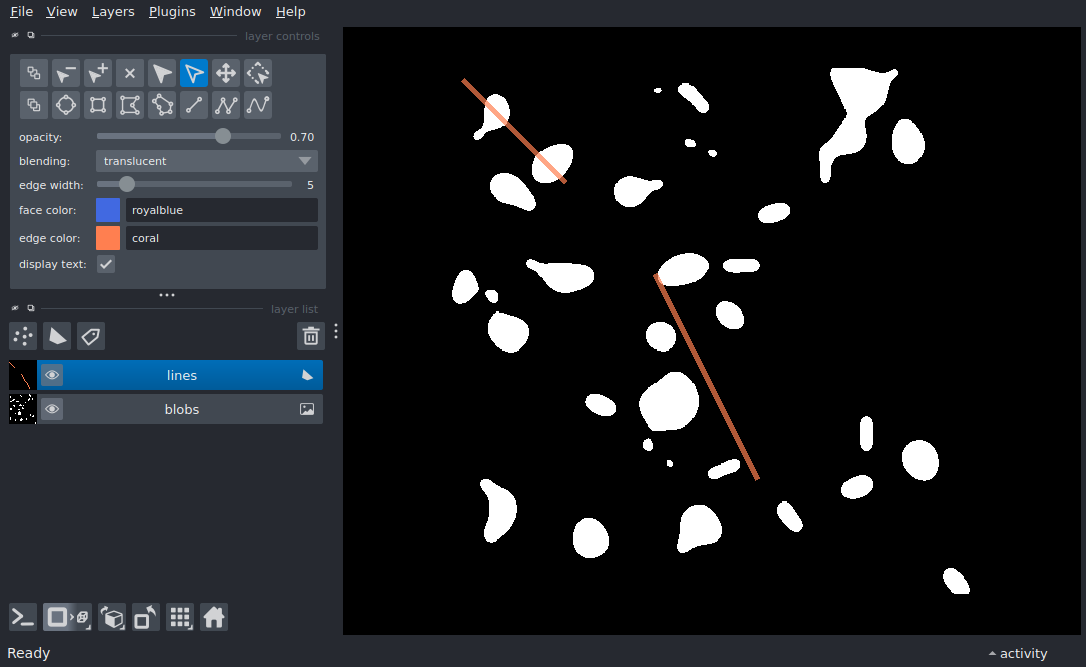 File View Layers Plugins Window Help
layer controls
opacity: 0.70
blending: translucent
edge width: 5
face color: royalblue
edge color: coral
display text:
layer list
lines
blobs
Ready
activity